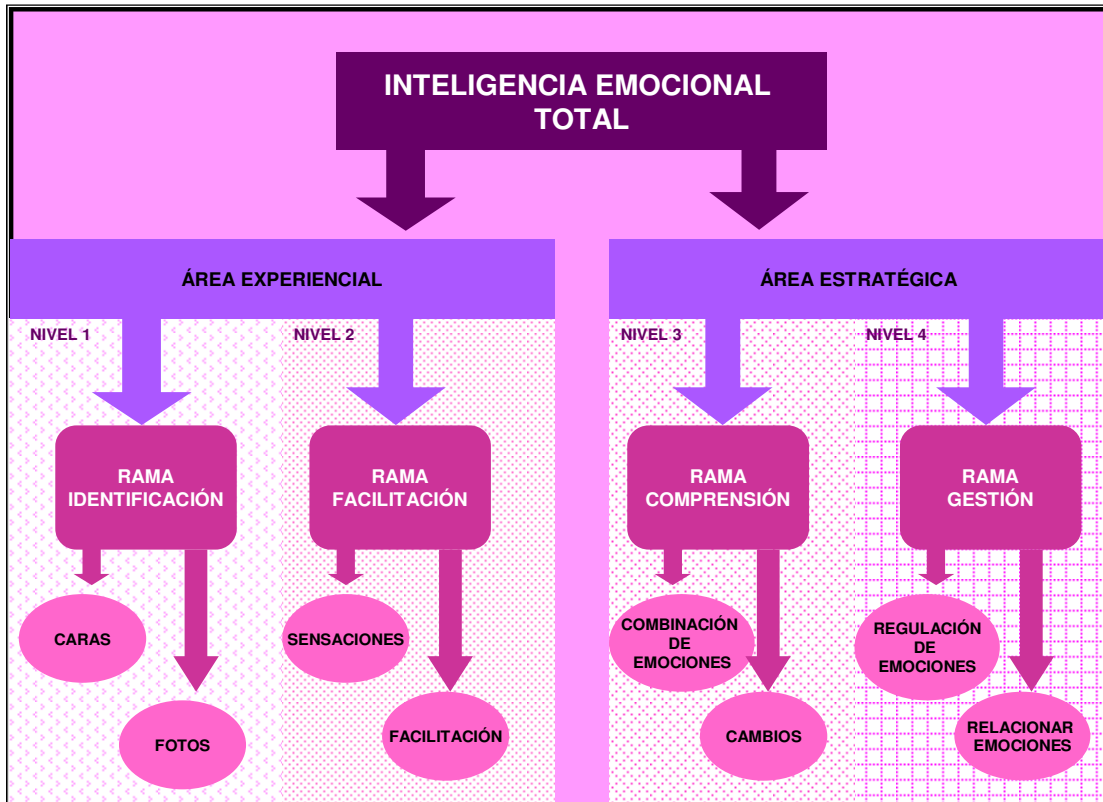 INTELIGENCIA EMOCIONAL
TOTAL
ÁREA EXPERIENCIAL
ÁREA ESTRATÉGICA
NIVEL 1
NIVEL 2
NIVEL 3
NIVEL 4
RAMA
IDENTIFICACIÓN
RAMA
FACILITACIÓN
RAMA
COMPRENSIÓN
RAMA
GESTIÓN
CARAS
SENSACIONES
COMBINACIÓN
DE
EMOCIONES
REGULACIÓN
DE
EMOCIONES
FOTOS
FACILITACIÓN
CAMBIOS
RELACIONAR
EMOCIONES